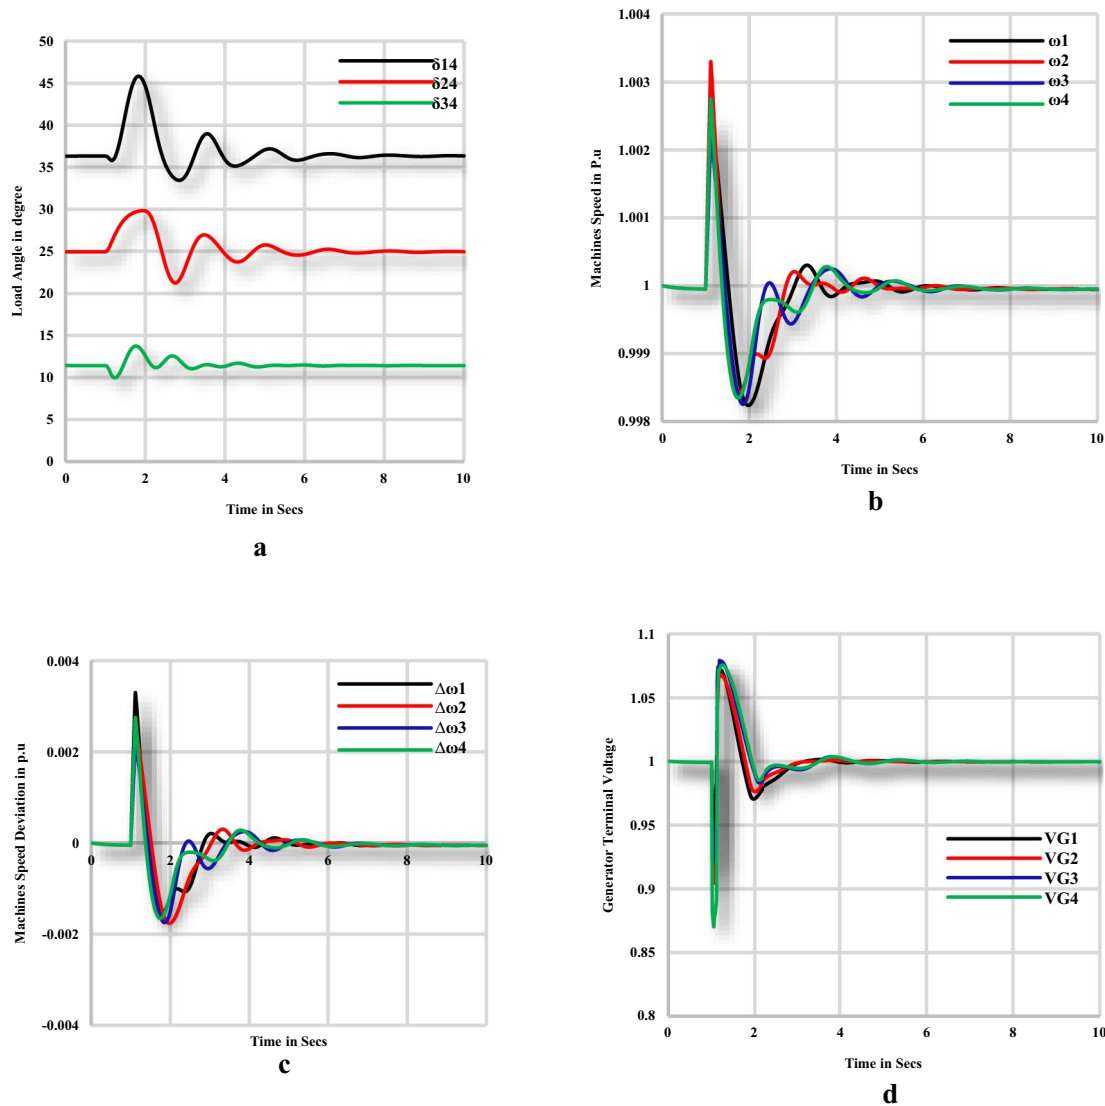 50
45
40
35
30
25
20
15
10
5
0
Load Angle in degree
δ14
δ24
δ34
0 2 4 6 8 10
Time in Secs
a
1.004
1.003
1.002
1.001
1
0.999
0.998
Machines Speed in P.u
ω1
ω2
ω3
ω4
0 2 4 6 8 10
Time in Secs
b
0.004
0.002
0
-0.002
-0.004
Machines Speed Deviation in p.u
Δω1
Δω2
Δω3
Δω4
0 2 4 6 8 10
Time in Secs
c
1.1
1.05
1
0.95
0.9
0.85
0.8
Generator Terminal Voltage
VG1
VG2
VG3
VG4
0 2 4 6 8 10
Time in Secs
d